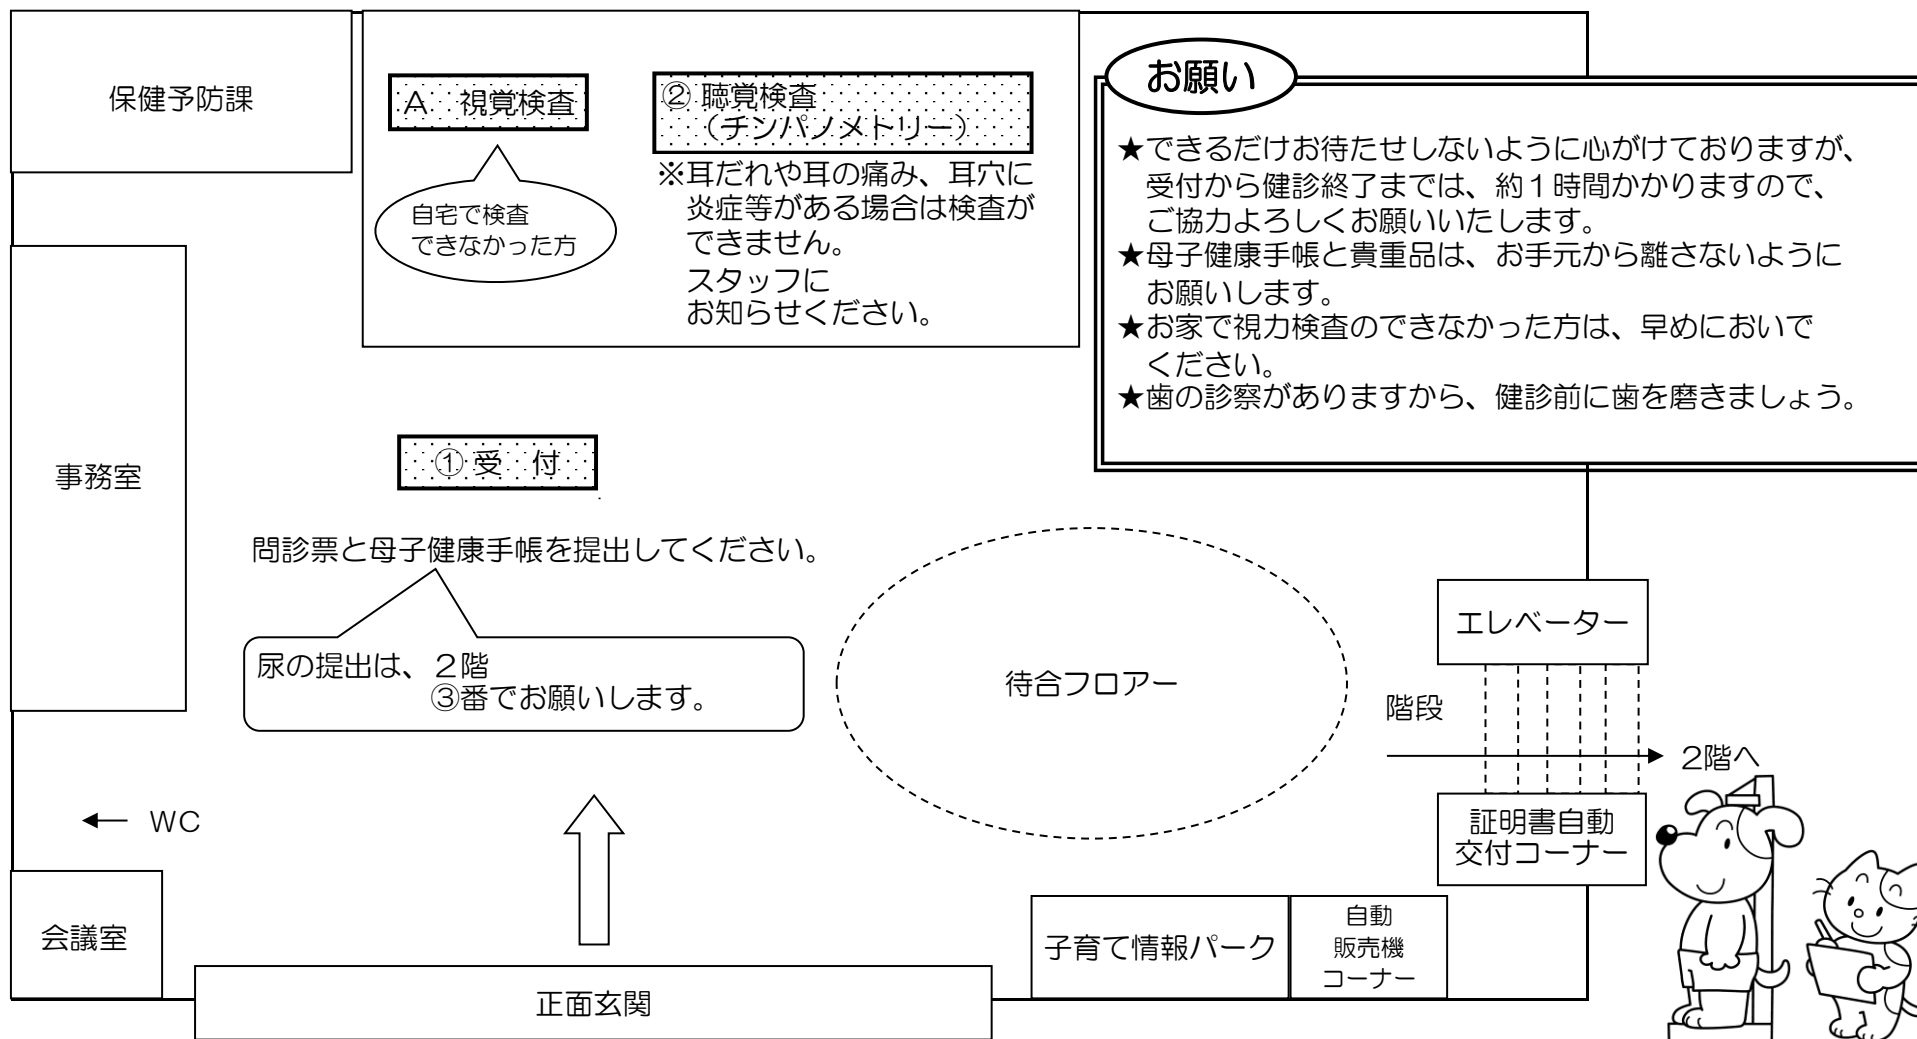 保健予防課
A　視覚検査
自宅で検査
できなかった方
② 聴覚検査
（チンパノメトリー）
※耳だれや耳の痛み、耳穴に
炎症等がある場合は検査が
できません。
スタッフに
お知らせください。
お願い
★できるだけお待たせしないように心がけておりますが、
受付から健診終了までは、約１時間かかりますので、
ご協力よろしくお願いいたします。
★母子健康手帳と貴重品は、お手元から離さないように
お願いします。
★お家で視力検査のできなかった方は、早めにおいで
ください。
★歯の診察がありますから、健診前に歯を磨きましょう。
事務室
① 受　付
問診票と母子健康手帳を提出してください。
尿の提出は、２階
③番でお願いします。
待合フロアー
エレベーター
階段
2階へ
証明書自動
交付コーナー
← WC
会議室
子育て情報パーク
自動
販売機
コーナー
正面玄関